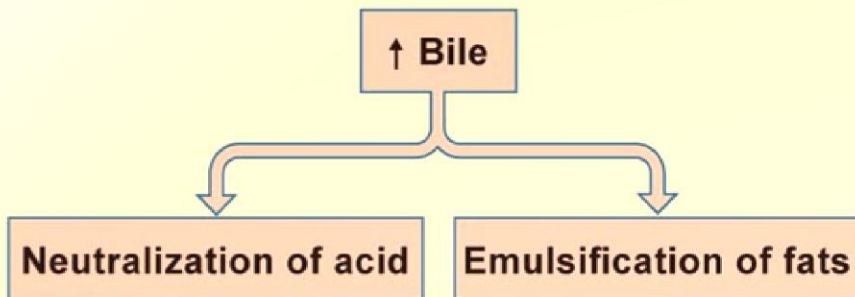 ↑ Bile
Neutralization of acid
Emulsification of fats